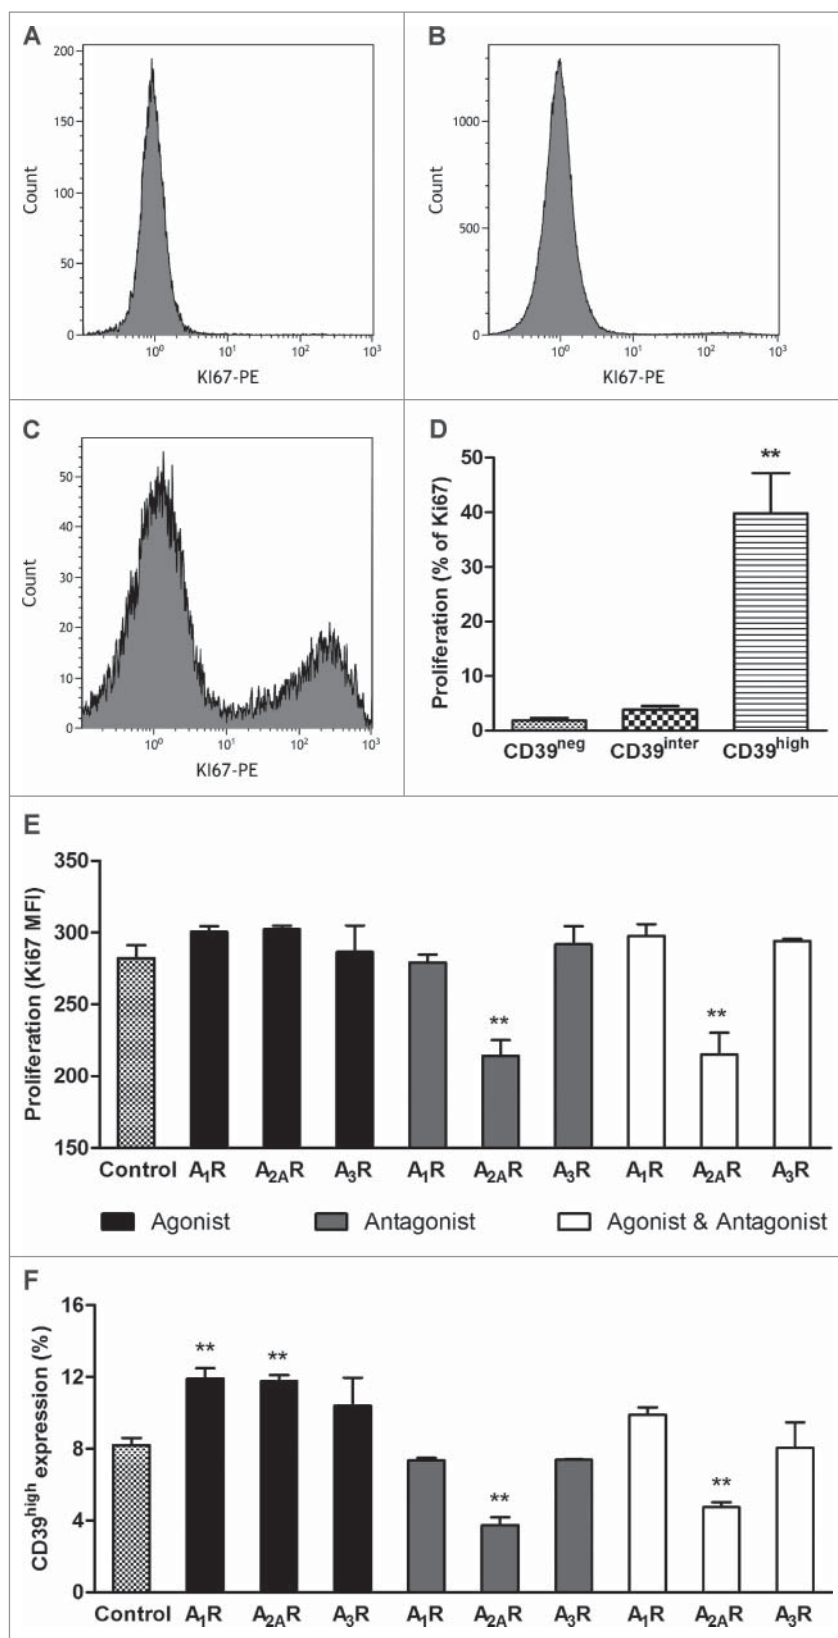 A
200
150
100
50
0
Count
10⁰ 10¹ 10² 10³
KI67-PE
B
1000
500
0
Count
10⁰ 10¹ 10² 10³
KI67-PE
C
50
40
30
20
10
0
Count
10⁰ 10¹ 10² 10³
KI67-PE
D
50
40
30
20
10
0
Proliferation (% of Ki67)
**
CD39neg CD39inter CD39high
E
350
300
250
200
150
Proliferation (Ki67 MFI)
** **
Control A₁R A₂AR A₃R A₁R A₂AR A₃R A₁R A₂AR A₃R
Agonist Antagonist Agonist & Antagonist
F
16
12
8
4
0
CD39high expression (%)
** ** ** **
Control A₁R A₂AR A₃R A₁R A₂AR A₃R A₁R A₂AR A₃R